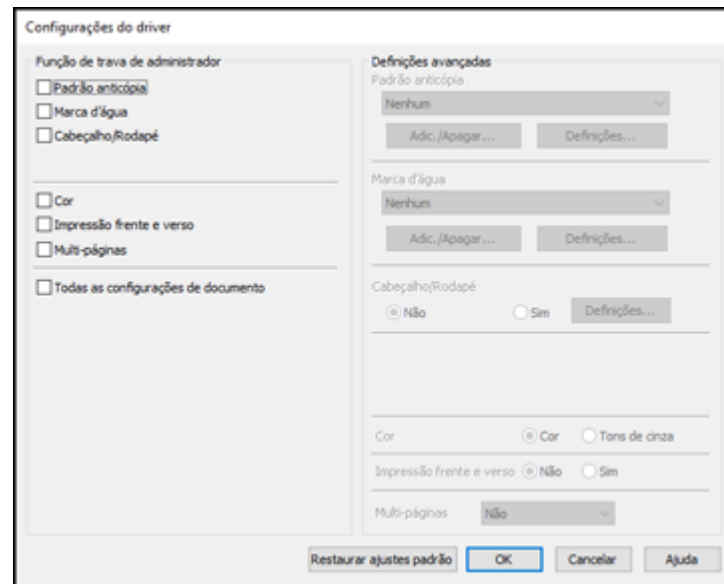 Configurações do driver
Função de trava de administrador
Padrão anticópia
Marca d'água
Cabeçalho/Rodapé
Cor
Impressão frente e verso
Multi-páginas
Todas as configurações de documento
Definições avançadas
Padrão anticópia
Nenhum
Adic./Apagar... Definições...
Marca d'água
Nenhum
Adic./Apagar... Definições...
Cabeçalho/Rodapé
Não Sim Definições...
Cor Cor Tons de cinza
Impressão frente e verso Não Sim
Multi-páginas Não
Restaurar ajustes padrão OK Cancelar Ajuda